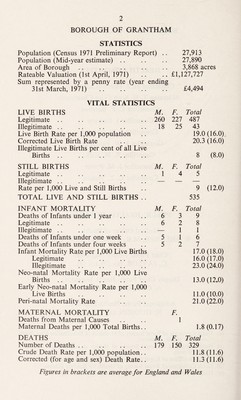 2
BOROUGH OF GRANTHAM
STATISTICS
Population (Census 1971 Preliminary Report) .. 27,913
Population (Mid-year estimate) .. .. .. 27,890
Area of Borough .. .. .. .. 3,868 acres
Rateable Valuation (1st April, 1971) .. .. £1,127,727
Sum represented by a penny rate (year ending
31st March, 1971) .. .. .. .. £4,494
VITAL STATISTICS
LIVE BIRTHS M. F. Total
Legitimate .. .. .. .. .. 260 227 487
Illegitimate .. .. .. .. .. 18 25 43
Live Birth Rate per 1,000 population .. .. 19.0 (16.0)
Corrected Live Birth Rate .. .. .. 20.3 (16.0)
Illegitimate Live Births per cent of all Live
Births .. .. .. .. .. 8 (8.0)
STILL BIRTHS M. F. Total
Legitimate .. .. .. .. .. 1 4 5
Illegitimate .. .. .. .. .. — — —
Rate per 1,000 Live and Still Births .. .. 9 (12.0)
TOTAL LIVE AND STILL BIRTHS .. 535
INFANT MORTALITY M. F. Total
Deaths of Infants under 1 year .. .. 6 3 9
Legitimate .. .. .. .. .. 6 2 8
Illegitimate .. .. .. .. .. — 1 1
Deaths of Infants under one week .. 5 1 6
Deaths of Infants under four weeks .. 5 2 7
Infant Mortality Rate per 1,000 Live Births 17.0 (18.0)
Legitimate .. .. .. .. 16.0 (17.0)
Illegitimate .. .. .. .. 23.0 (24.0)
Neo-natal Mortality Rate per 1,000 Live
Births .. .. .. .. .. 13.0 (12.0)
Early Neo-natal Mortality Rate per 1,000
Live Births .. .. .. .. 11.0 (10.0)
Peri-natal Mortality Rate .. .. .. 21.0 (22.0)
MATERNAL MORTALITY F.
Deaths from Maternal Causes .. .. 1
Maternal Deaths per 1,000 Total Births .. 1.8 (0.17)
DEATHS M. F. Total
Number of Deaths .. .. .. .. 179 150 329
Crude Death Rate per 1,000 population .. 11.8 (11.6)
Corrected (for age and sex) Death Rate .. 11.3 (11.6)
Figures in brackets are average for England and Wales